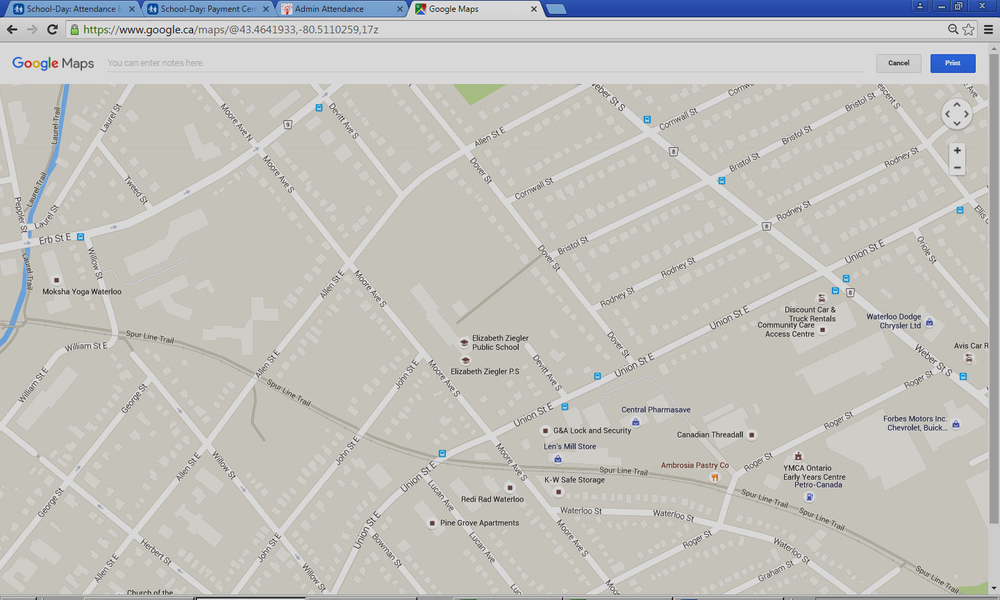 School-Day: Attendance li
School-Day: Payment Cen
Admin Attendance
Google Maps
https://www.google.ca/maps/@43.4641933,-80.5110259,17z
Google Maps
You can enter notes here.
Cancel
Print
Laurel Trail
Laurel St
Moore Ave N
9
Devitt Ave S
Allen St E
Weber St S
Cornwall St
Cornw
Bristol St
escent S
Ave
Laurel Trail
Peppler St
Laurel St
Tweed St
Moore Ave S
Dover St
Cornwall St
8
Bristol St
Bristol St
Rodney St
Erb St E
Willow St
Laurel Trail
Moksha Yoga Waterloo
Dover St
Bristol St
Rodney St
8
Rodney St
Union St E
Oriole St
Ellis
Allen St E
Moore Ave S
Rodney St
8
Discount Car &
Truck Rentals
Community Care
Access Centre
Waterloo Dodge
Chrysler Ltd
Union St E
Spur Line Trail
William St E
Elizabeth Ziegler
Public School
Elizabeth Ziegler P.S
Dover St
Union St E
Weber St S
Avis Car R
William St E
George St
Allen St E
Spur Line Trail
John St E
Moore Ave S
Devitt Ave S
Union St E
Central Pharmasave
G&A Lock and Security
Len's Mill Store
Canadian Threadall
Roger St
Roger St
Forbes Motors Inc.
Chevrolet, Buick...
John St E
Allen St E
Willow St
Union St E
Moore Ave S
Spur Line Trail
Ambrosia Pastry Co
Roger St
YMCA Ontario
Early Years Centre
Petro-Canada
K-W Safe Storage
Redi Rad Waterloo
Lucan Ave
George St
Waterloo St
Waterloo St
Spur Line Trail
Spur Line Trail
Pine Grove Apartments
Union St E
Bowman St
Lucan Ave
Moore Ave S
Roger St
Waterloo St
Graham St
Spur Line Trail
Herbert St
John St E
Allen St E
Willow St
Moo
Church of the